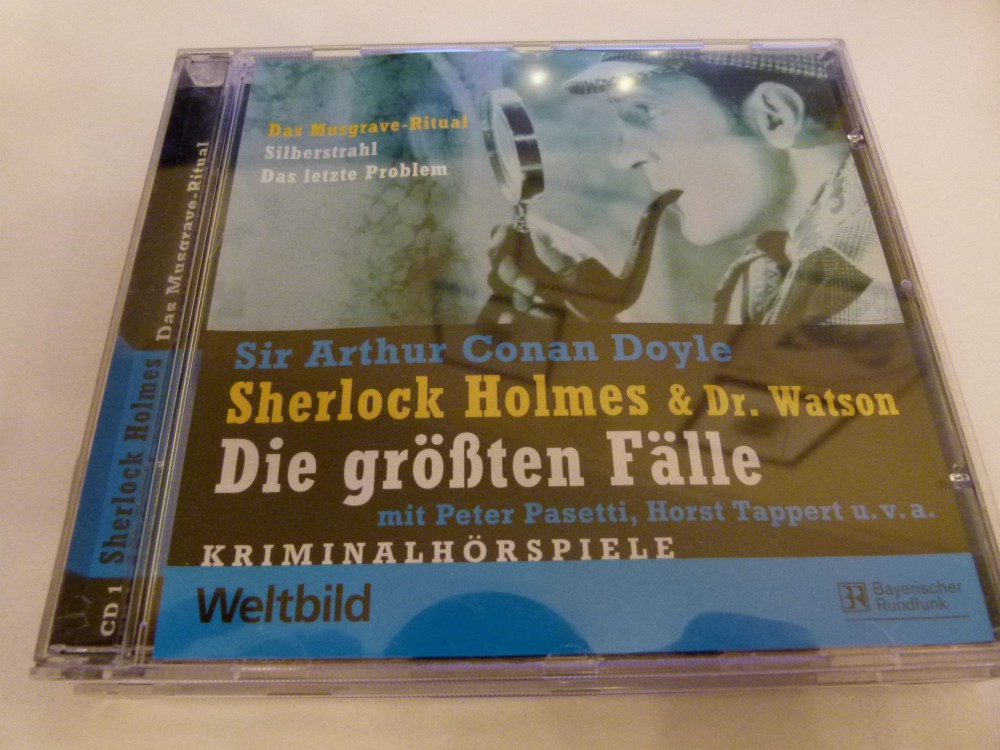 Das Musgrave-Ritual
Silberstrahl
Das letzte Problem
Sir Arthur Conan Doyle
Sherlock Holmes & Dr. Watson
Die größten Fälle
mit Peter Pasetti, Horst Tappert u.v.a.
KRIMINALHÖRSPIELE
Weltbild
BR Bayerischer
Rundfunk
CD 1 Sherlock Holmes Das Musgrave-Ritual